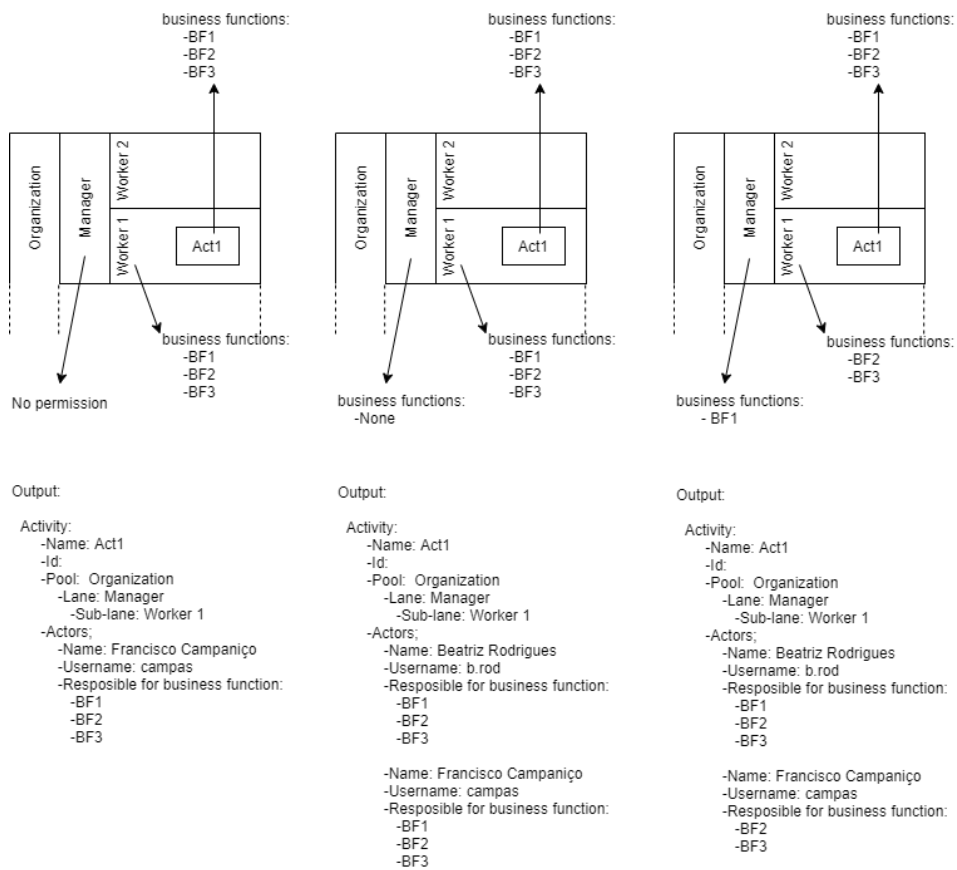 business functions:
-BF1
-BF2
-BF3
Organization
Manager
Worker 2
Worker 1
Act1
business functions:
-BF1
-BF2
-BF3
No permission
Output:
Activity:
-Name: Act1
-Id:
-Pool: Organization
-Lane: Manager
-Sub-lane: Worker 1
-Actors;
-Name: Francisco Campaniço
-Username: campas
-Resposible for business function:
-BF1
-BF2
-BF3
business functions:
-BF1
-BF2
-BF3
Organization
Manager
Worker 2
Worker 1
Act1
business functions:
-BF1
-BF2
-BF3
business functions:
-None
Output:
Activity:
-Name: Act1
-Id:
-Pool: Organization
-Lane: Manager
-Sub-lane: Worker 1
-Actors;
-Name: Beatriz Rodrigues
-Username: b.rod
-Resposible for business function:
-BF1
-BF2
-BF3
-Name: Francisco Campaniço
-Username: campas
-Resposible for business function:
-BF1
-BF2
-BF3
business functions:
-BF1
-BF2
-BF3
Organization
Manager
Worker 2
Worker 1
Act1
business functions:
-BF2
-BF3
business functions:
- BF1
Output:
Activity:
-Name: Act1
-Id:
-Pool: Organization
-Lane: Manager
-Sub-lane: Worker 1
-Actors;
-Name: Beatriz Rodrigues
-Username: b.rod
-Resposible for business function:
-BF1
-BF2
-BF3
-Name: Francisco Campaniço
-Username: campas
-Resposible for business function:
-BF2
-BF3